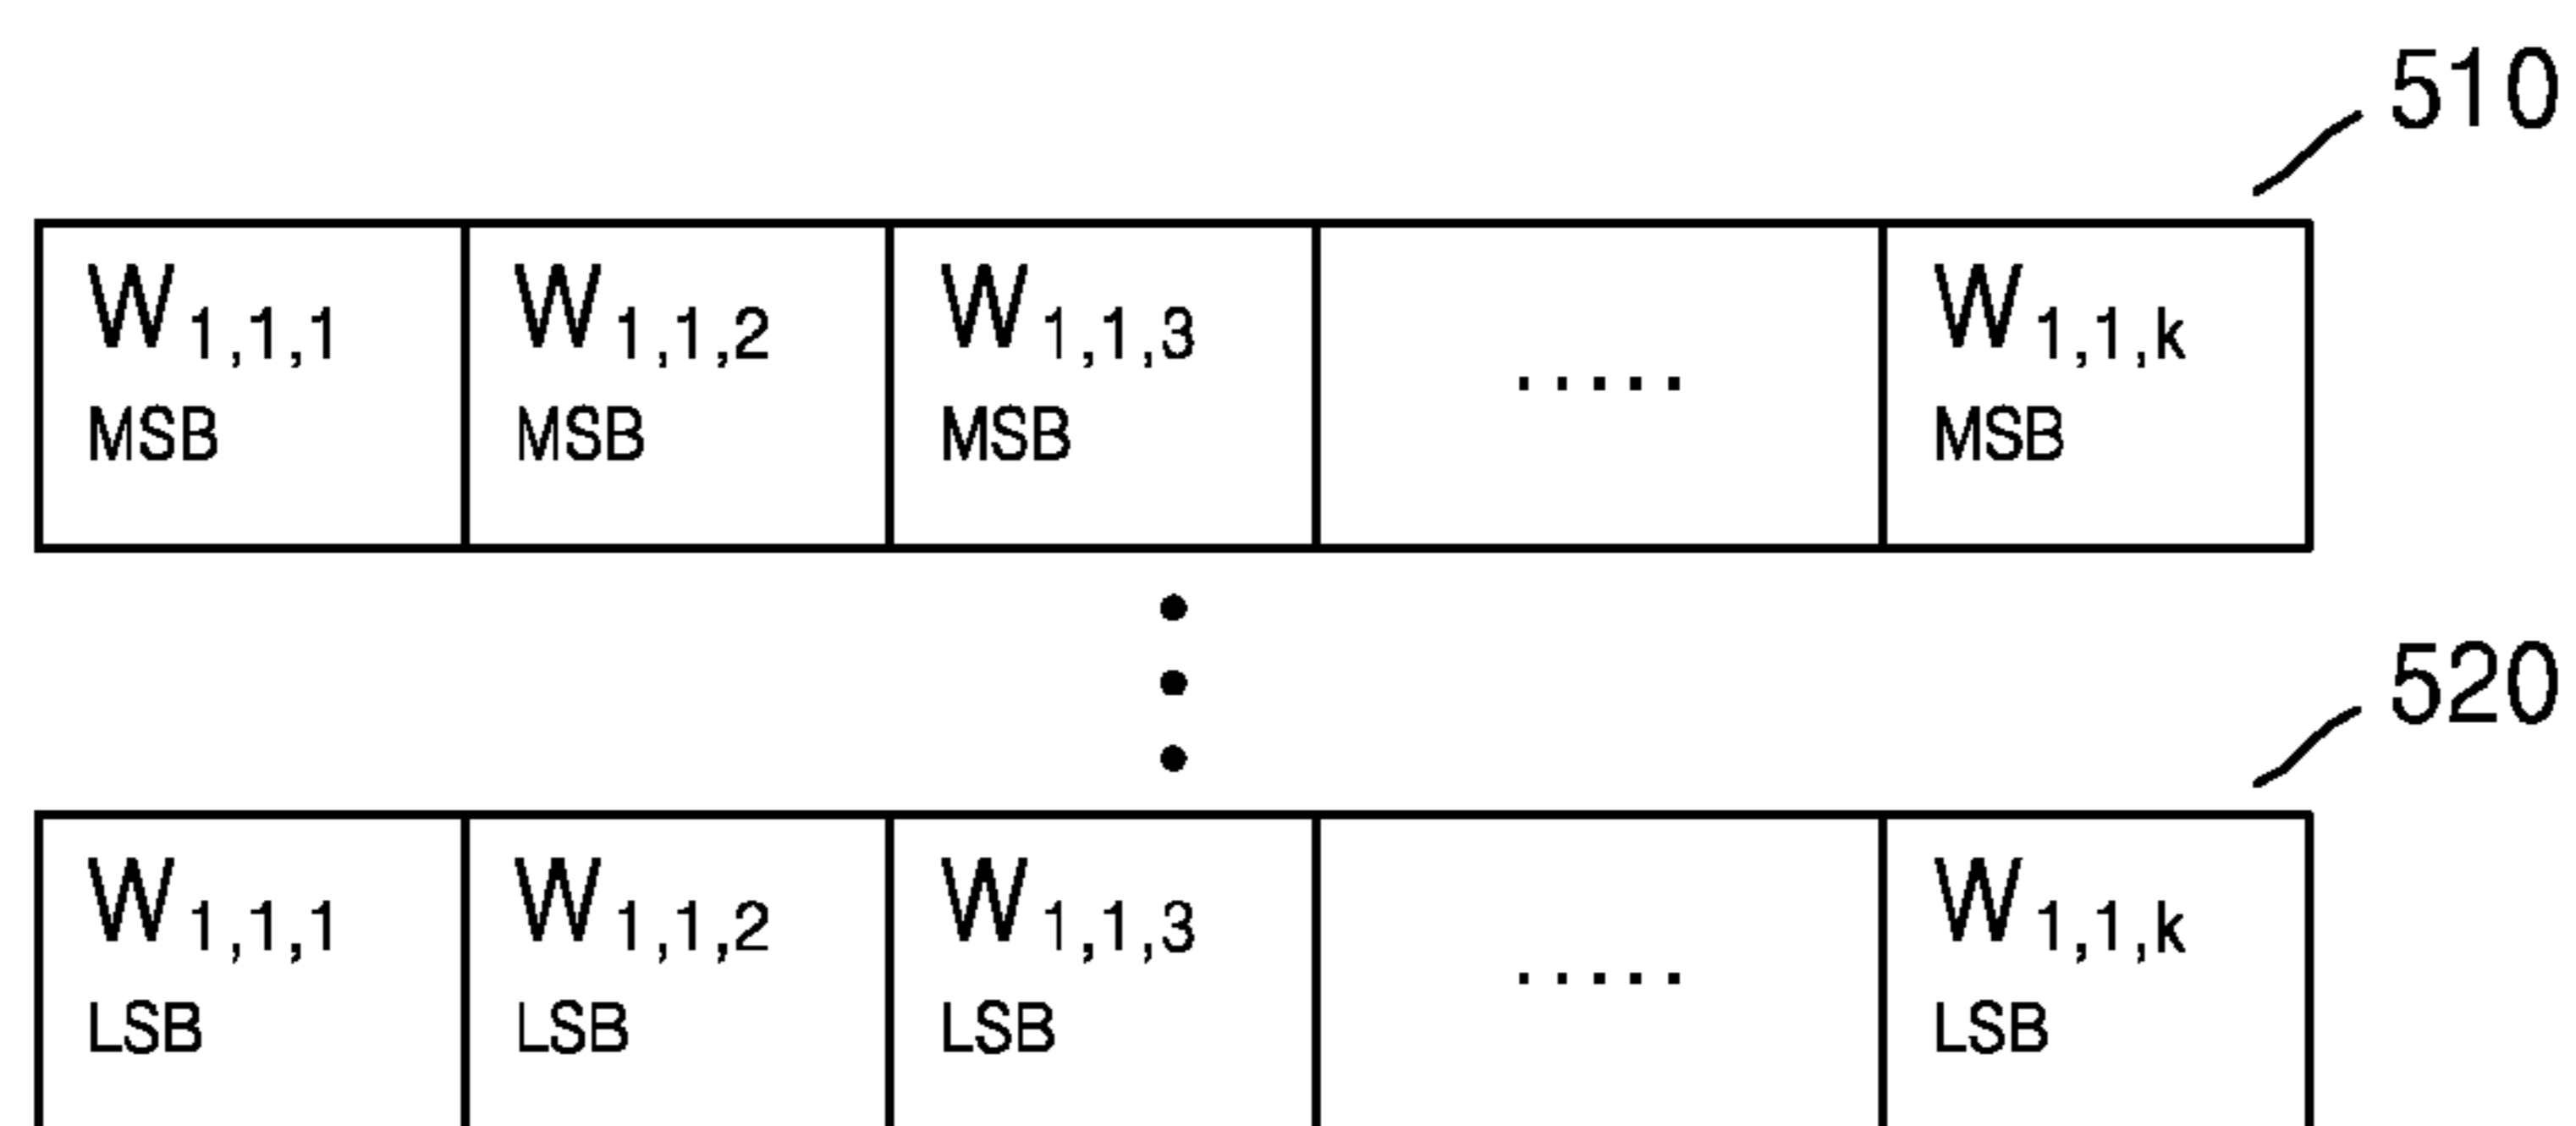 510
W1,1,1 W1,1,2 W1,1,3 ..... W1,1,k
MSB MSB MSB MSB
520
W1,1,1 W1,1,2 W1,1,3 ..... W1,1,k
LSB LSB LSB LSB